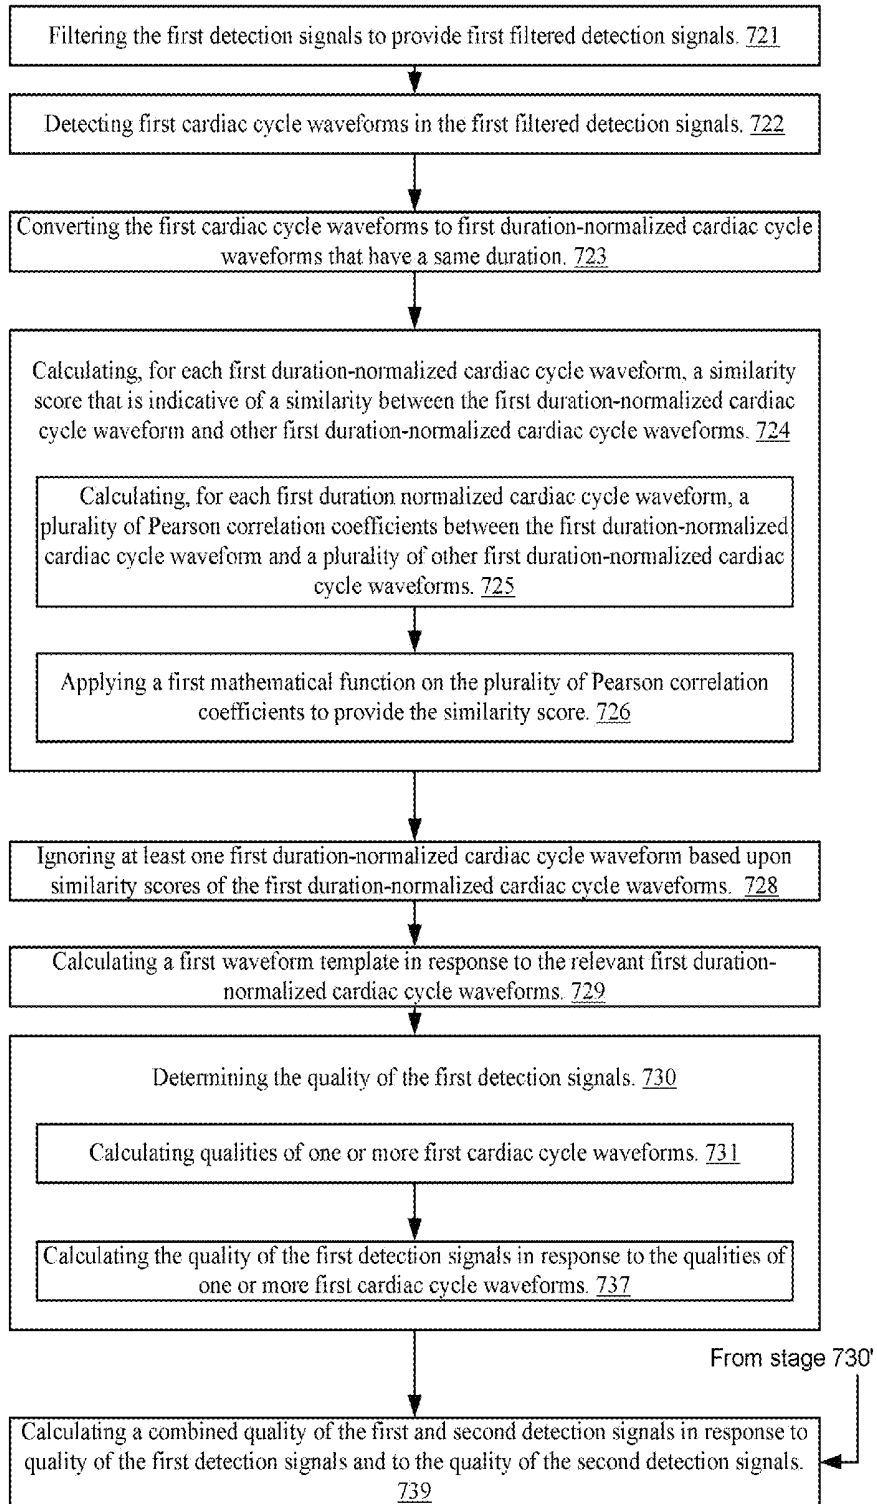 Filtering the first detection signals to provide first filtered detection signals. 721
Detecting first cardiac cycle waveforms in the first filtered detection signals. 722
Converting the first cardiac cycle waveforms to first duration-normalized cardiac cycle
waveforms that have a same duration. 723
Calculating, for each first duration-normalized cardiac cycle waveform, a similarity
score that is indicative of a similarity between the first duration-normalized cardiac
cycle waveform and other first duration-normalized cardiac cycle waveforms. 724
Calculating, for each first duration normalized cardiac cycle waveform, a
plurality of Pearson correlation coefficients between the first duration-normalized
cardiac cycle waveform and a plurality of other first duration-normalized cardiac
cycle waveforms. 725
Applying a first mathematical function on the plurality of Pearson correlation
coefficients to provide the similarity score. 726
Ignoring at least one first duration-normalized cardiac cycle waveform based upon
similarity scores of the first duration-normalized cardiac cycle waveforms. 728
Calculating a first waveform template in response to the relevant first duration-
normalized cardiac cycle waveforms. 729
Determining the quality of the first detection signals. 730
Calculating qualities of one or more first cardiac cycle waveforms. 731
Calculating the quality of the first detection signals in response to the qualities of
one or more first cardiac cycle waveforms. 737
From stage 730'
Calculating a combined quality of the first and second detection signals in response to
quality of the first detection signals and to the quality of the second detection signals.
739